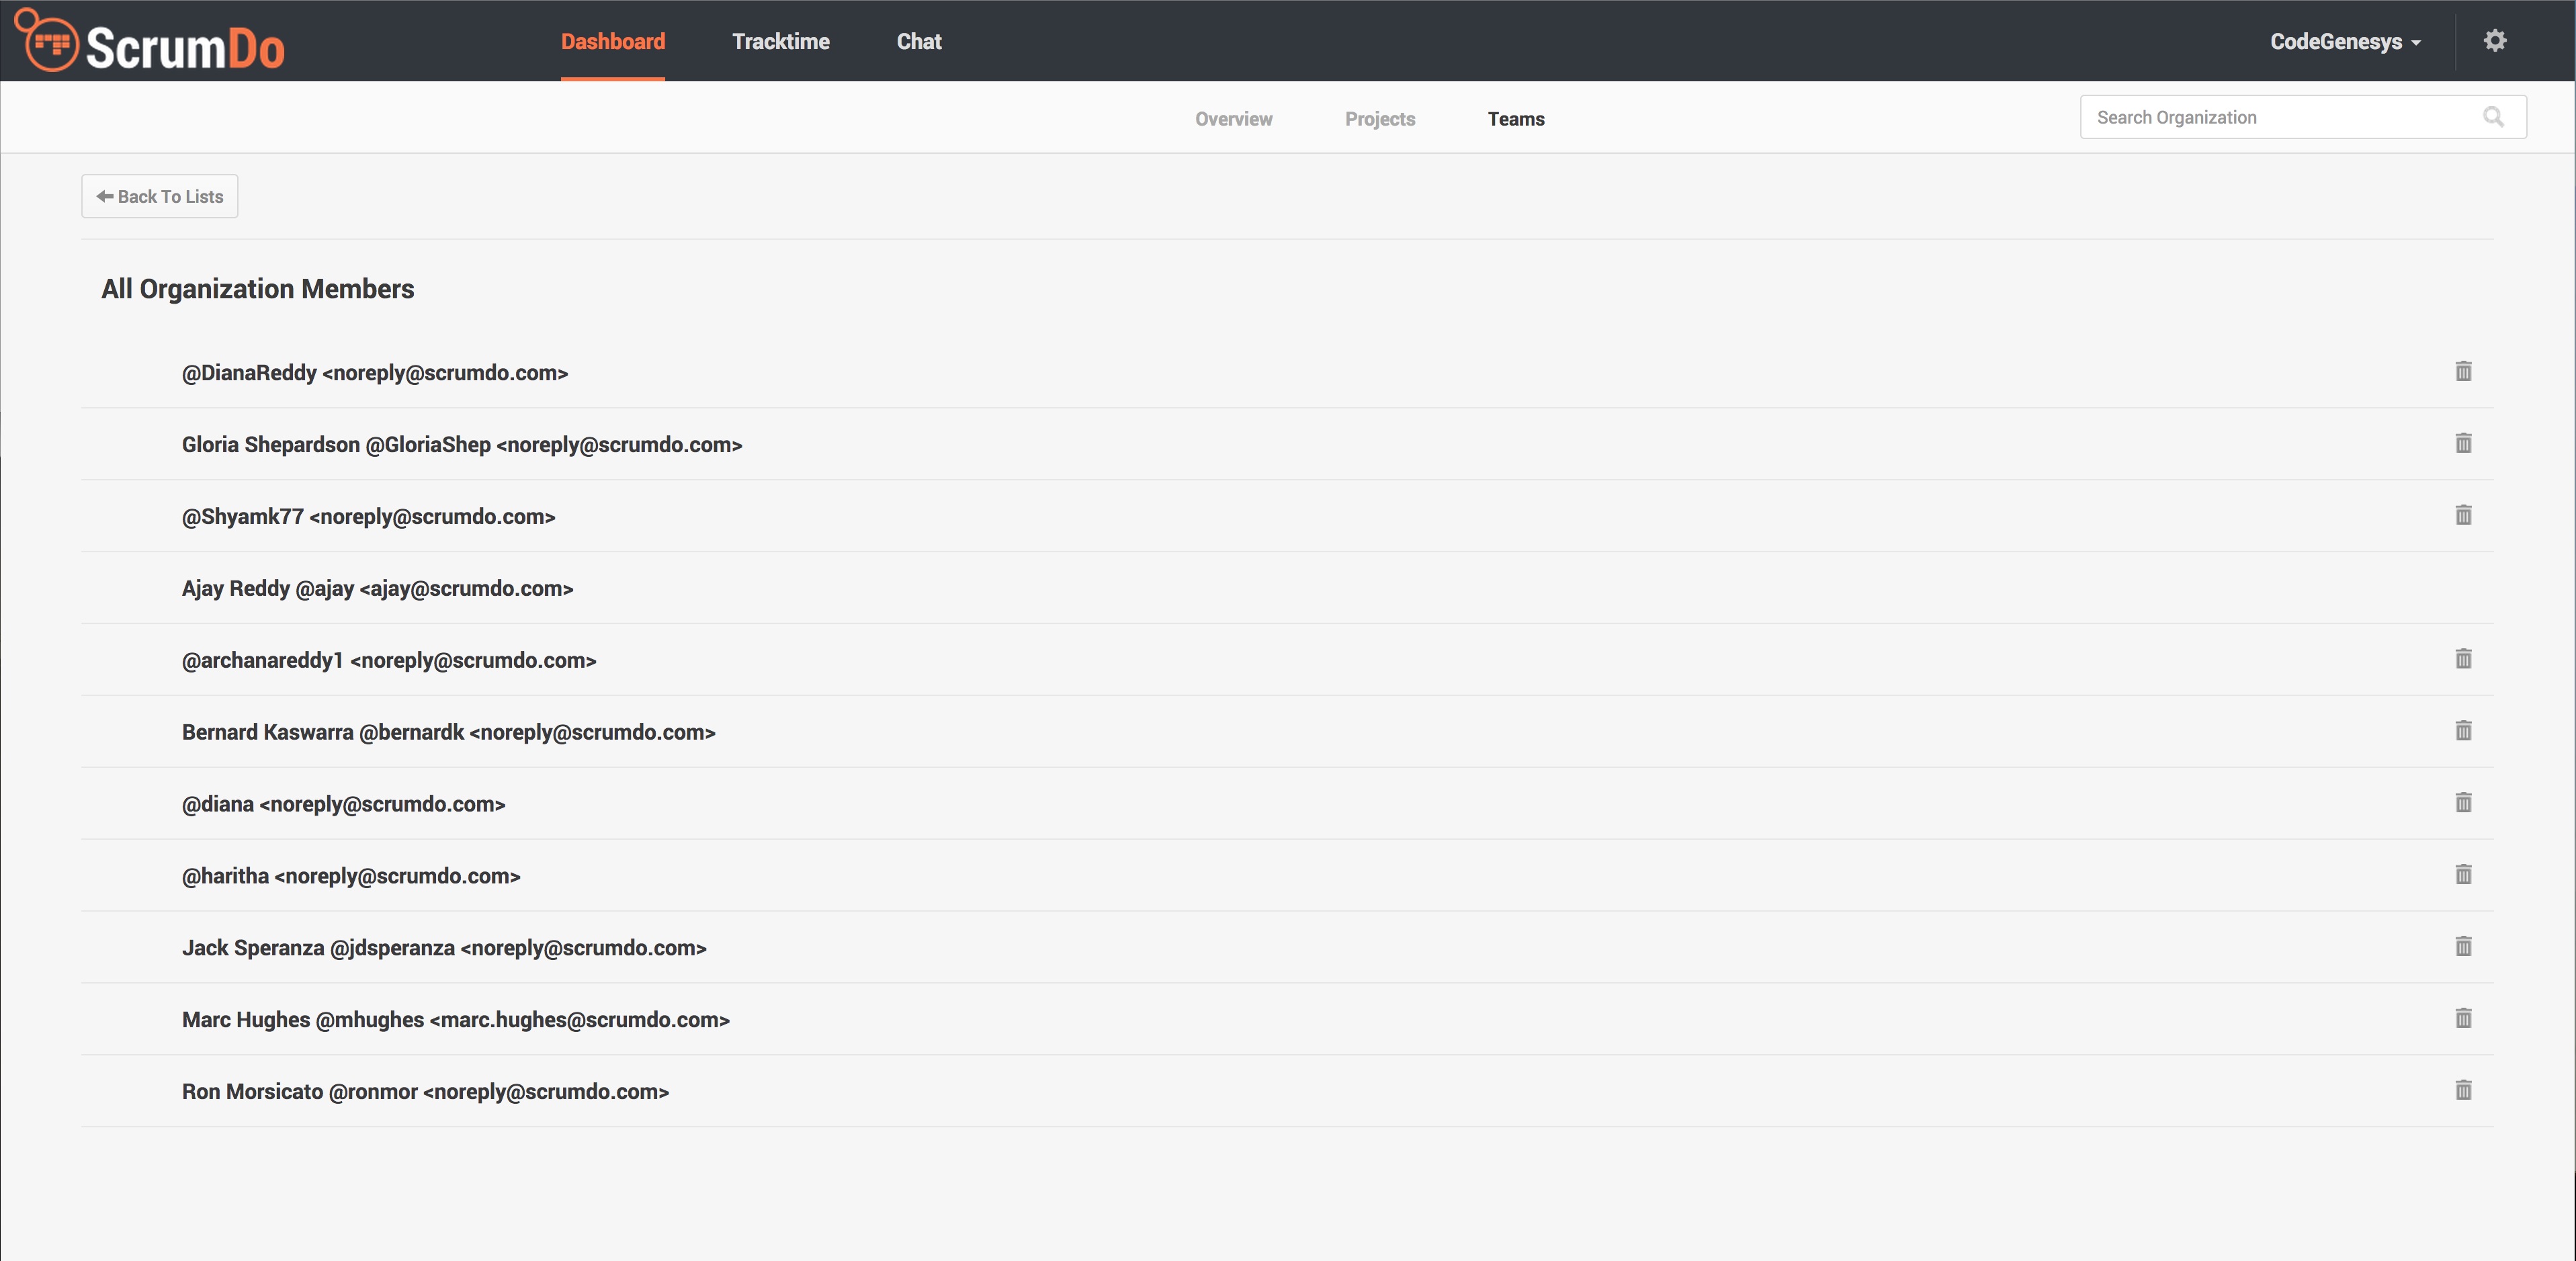 ScrumDo
Dashboard Tracktime Chat CodeGenesys
Overview Projects Teams Search Organization
Back To Lists
All Organization Members
@DianaReddy <noreply@scrumdo.com>
Gloria Shepardson @GloriaShep <noreply@scrumdo.com>
@Shyamk77 <noreply@scrumdo.com>
Ajay Reddy @ajay <ajay@scrumdo.com>
@archanareddy1 <noreply@scrumdo.com>
Bernard Kaswarra @bernardk <noreply@scrumdo.com>
@diana <noreply@scrumdo.com>
@haritha <noreply@scrumdo.com>
Jack Speranza @jdsperanza <noreply@scrumdo.com>
Marc Hughes @mhughes <marc.hughes@scrumdo.com>
Ron Morsicato @ronmor <noreply@scrumdo.com>